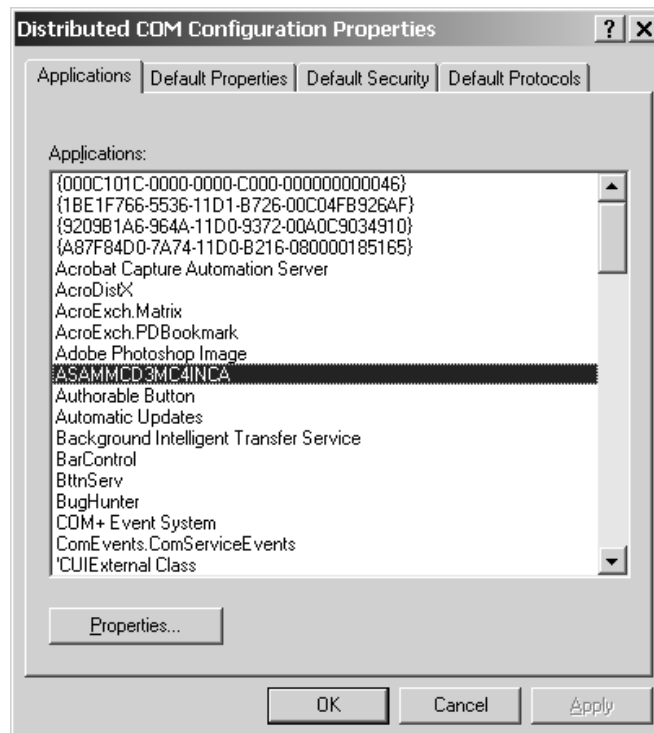 Distributed COM Configuration Properties
Applications Default Properties Default Security Default Protocols
Applications:
{000C101C-0000-0000-C000-000000000046}
{1BE1F766-5536-11D1-B726-00C04FB926AF}
{9209B1A6-964A-11D0-9372-00A0C9034910}
{A87F84D0-7A74-11D0-B216-080000185165}
Acrobat Capture Automation Server
AcroDistX
AcroExch.Matrix
AcroExch.PDBookmark
Adobe Photoshop Image
ASAMMCD3MC4INCA
Authorable Button
Automatic Updates
Background Intelligent Transfer Service
BarControl
BttnServ
BugHunter
COM+ Event System
ComEvents.ComServiceEvents
'CUIExternal Class
Properties...
OK Cancel Apply